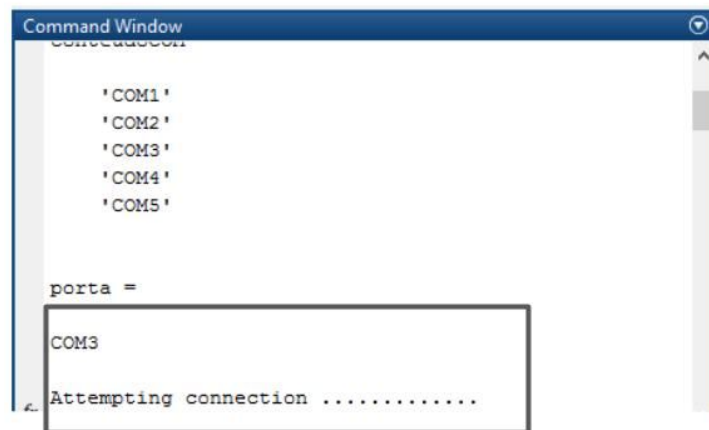 Command Window
'COM1'
'COM2'
'COM3'
'COM4'
'COM5'
porta =
COM3
Attempting connection .............